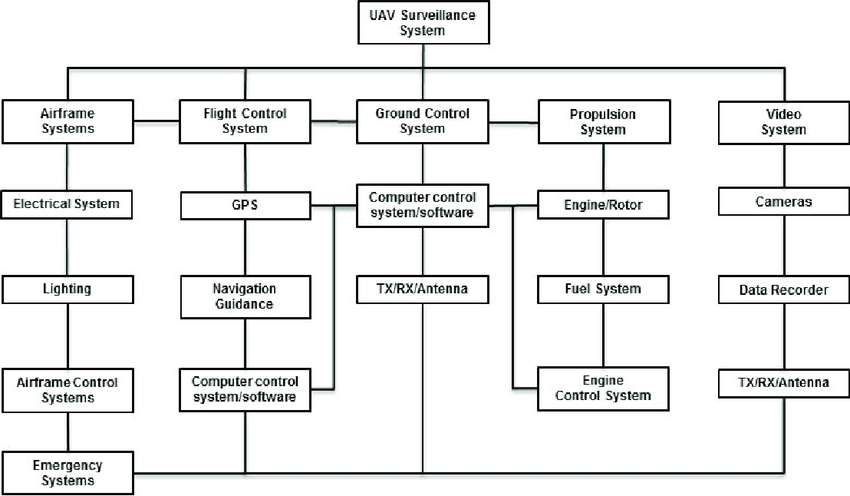 UAV Surveillance
System
Airframe
Systems
Flight Control
System
Ground Control
System
Propulsion
System
Video
System
Electrical System
GPS
Computer control
system/software
Engine/Rotor
Cameras
Lighting
Navigation
Guidance
TX/RX/Antenna
Fuel System
Data Recorder
Airframe Control
Systems
Computer control
system/software
Engine
Control System
TX/RX/Antenna
Emergency
Systems